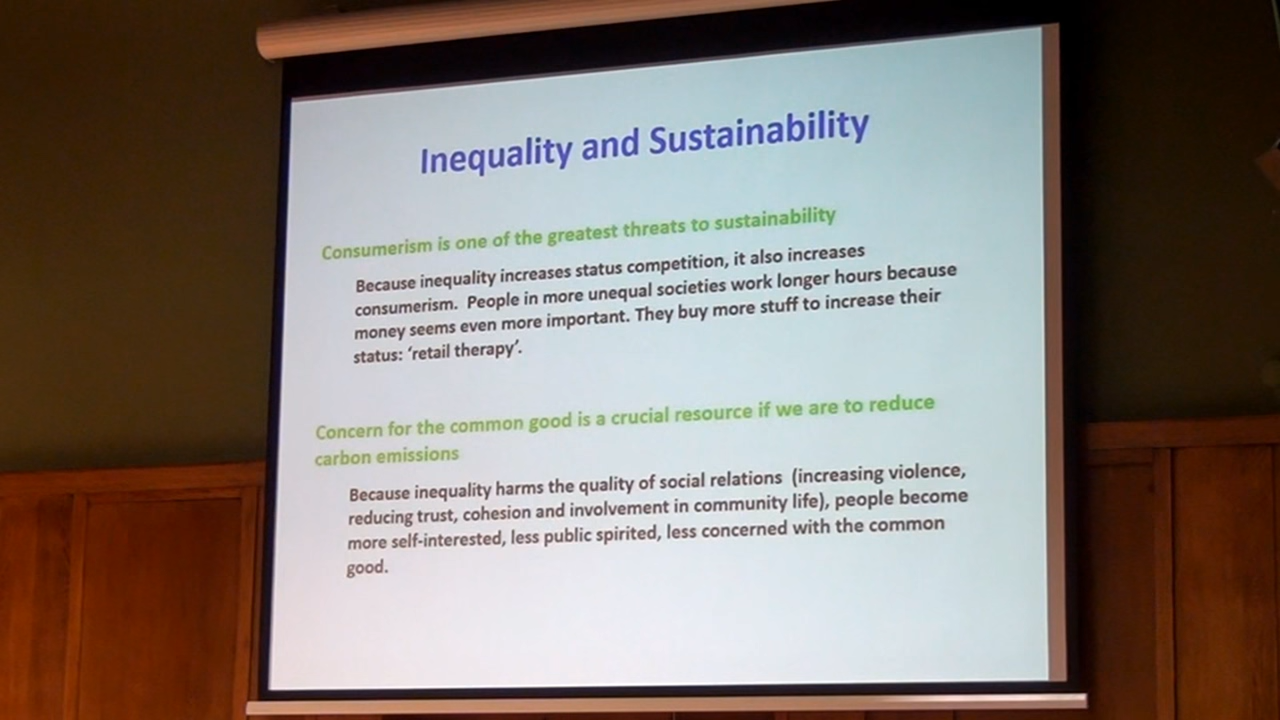 Inequality and Sustainability
Consumerism is one of the greatest threats to sustainability
Because inequality increases status competition, it also increases
consumerism.  People in more unequal societies work longer hours because
money seems even more important. They buy more stuff to increase their
status: ‘retail therapy’.
Concern for the common good is a crucial resource if we are to reduce
carbon emissions
Because inequality harms the quality of social relations  (increasing violence,
reducing trust, cohesion and involvement in community life), people become
more self-interested, less public spirited, less concerned with the common
good.